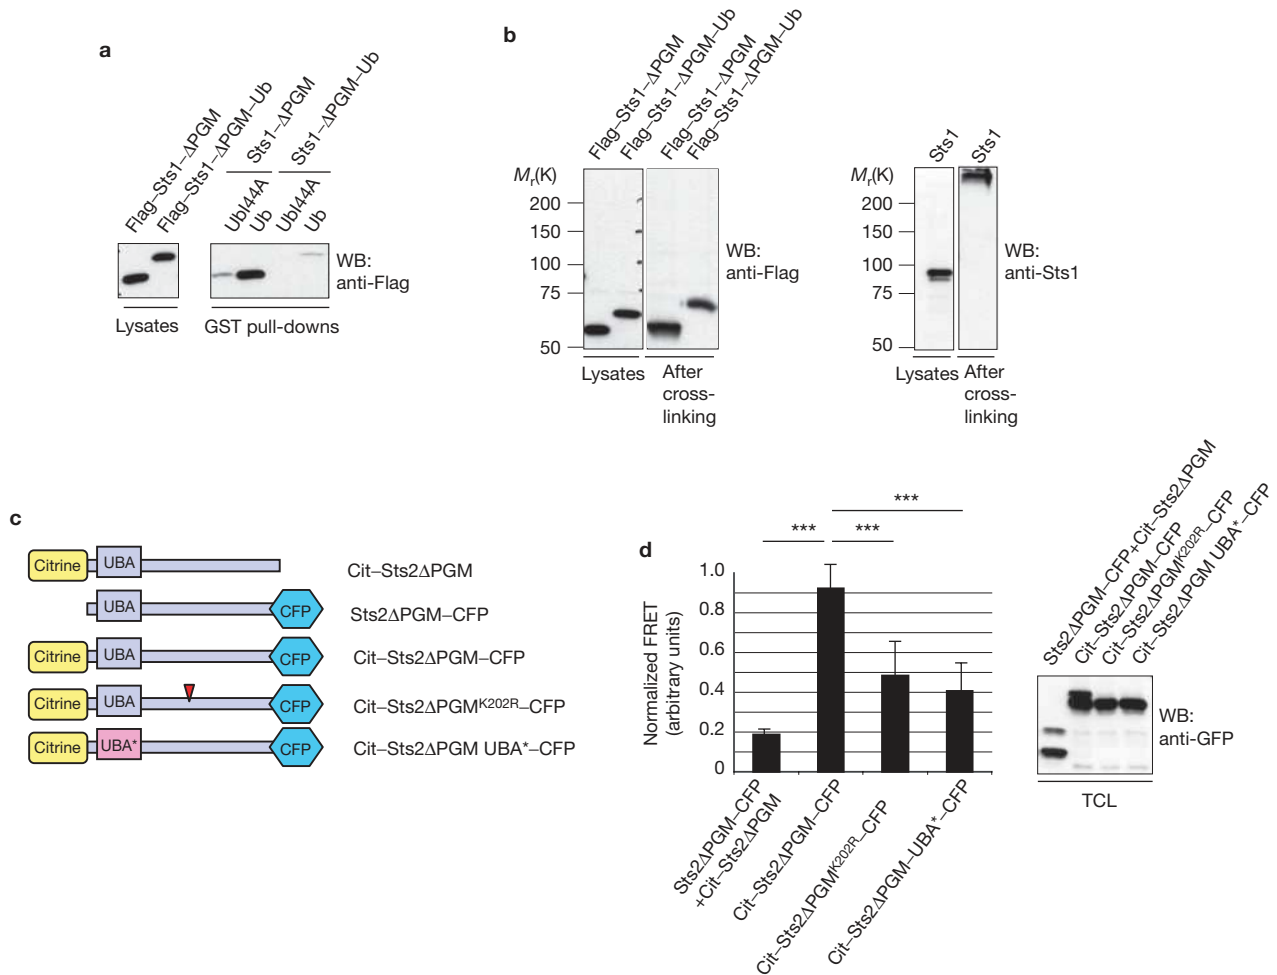 a
Flag–Sts1–ΔPGM
Flag–Sts1–ΔPGM–Ub
Sts1–ΔPGM
Sts1–ΔPGM–Ub
UbI44A
Ub
UbI44A
Ub
WB:
anti-Flag
Lysates
GST pull-downs
b
Flag–Sts1–ΔPGM
Flag–Sts1–ΔPGM–Ub
Flag–Sts1–ΔPGM
Flag–Sts1–ΔPGM–Ub
Mr(K)
200
150
100
75
50
WB:
anti-Flag
Lysates
After
cross-
linking
Sts1
Sts1
Mr(K)
200
150
100
75
50
WB:
anti-Sts1
Lysates
After
cross-
linking
c
Citrine
UBA
Cit–Sts2ΔPGM
UBA
CFP
Sts2ΔPGM–CFP
Citrine
UBA
CFP
Cit–Sts2ΔPGM–CFP
Citrine
UBA
CFP
Cit–Sts2ΔPGMK202R–CFP
Citrine
UBA*
CFP
Cit–Sts2ΔPGM UBA*–CFP
d
***
***
***
Normalized FRET
(arbitrary units)
1.0
0.8
0.6
0.4
0.2
0
Sts2ΔPGM–CFP
+Cit–Sts2ΔPGM
Cit–Sts2ΔPGM–CFP
Cit–Sts2ΔPGMK202R–CFP
Cit–Sts2ΔPGM–UBA*–CFP
Sts2ΔPGM–CFP+Cit–Sts2ΔPGM
Cit–Sts2ΔPGM–CFP
Cit–Sts2ΔPGMK202R–CFP
Cit–Sts2ΔPGM UBA*–CFP
WB:
anti-GFP
TCL